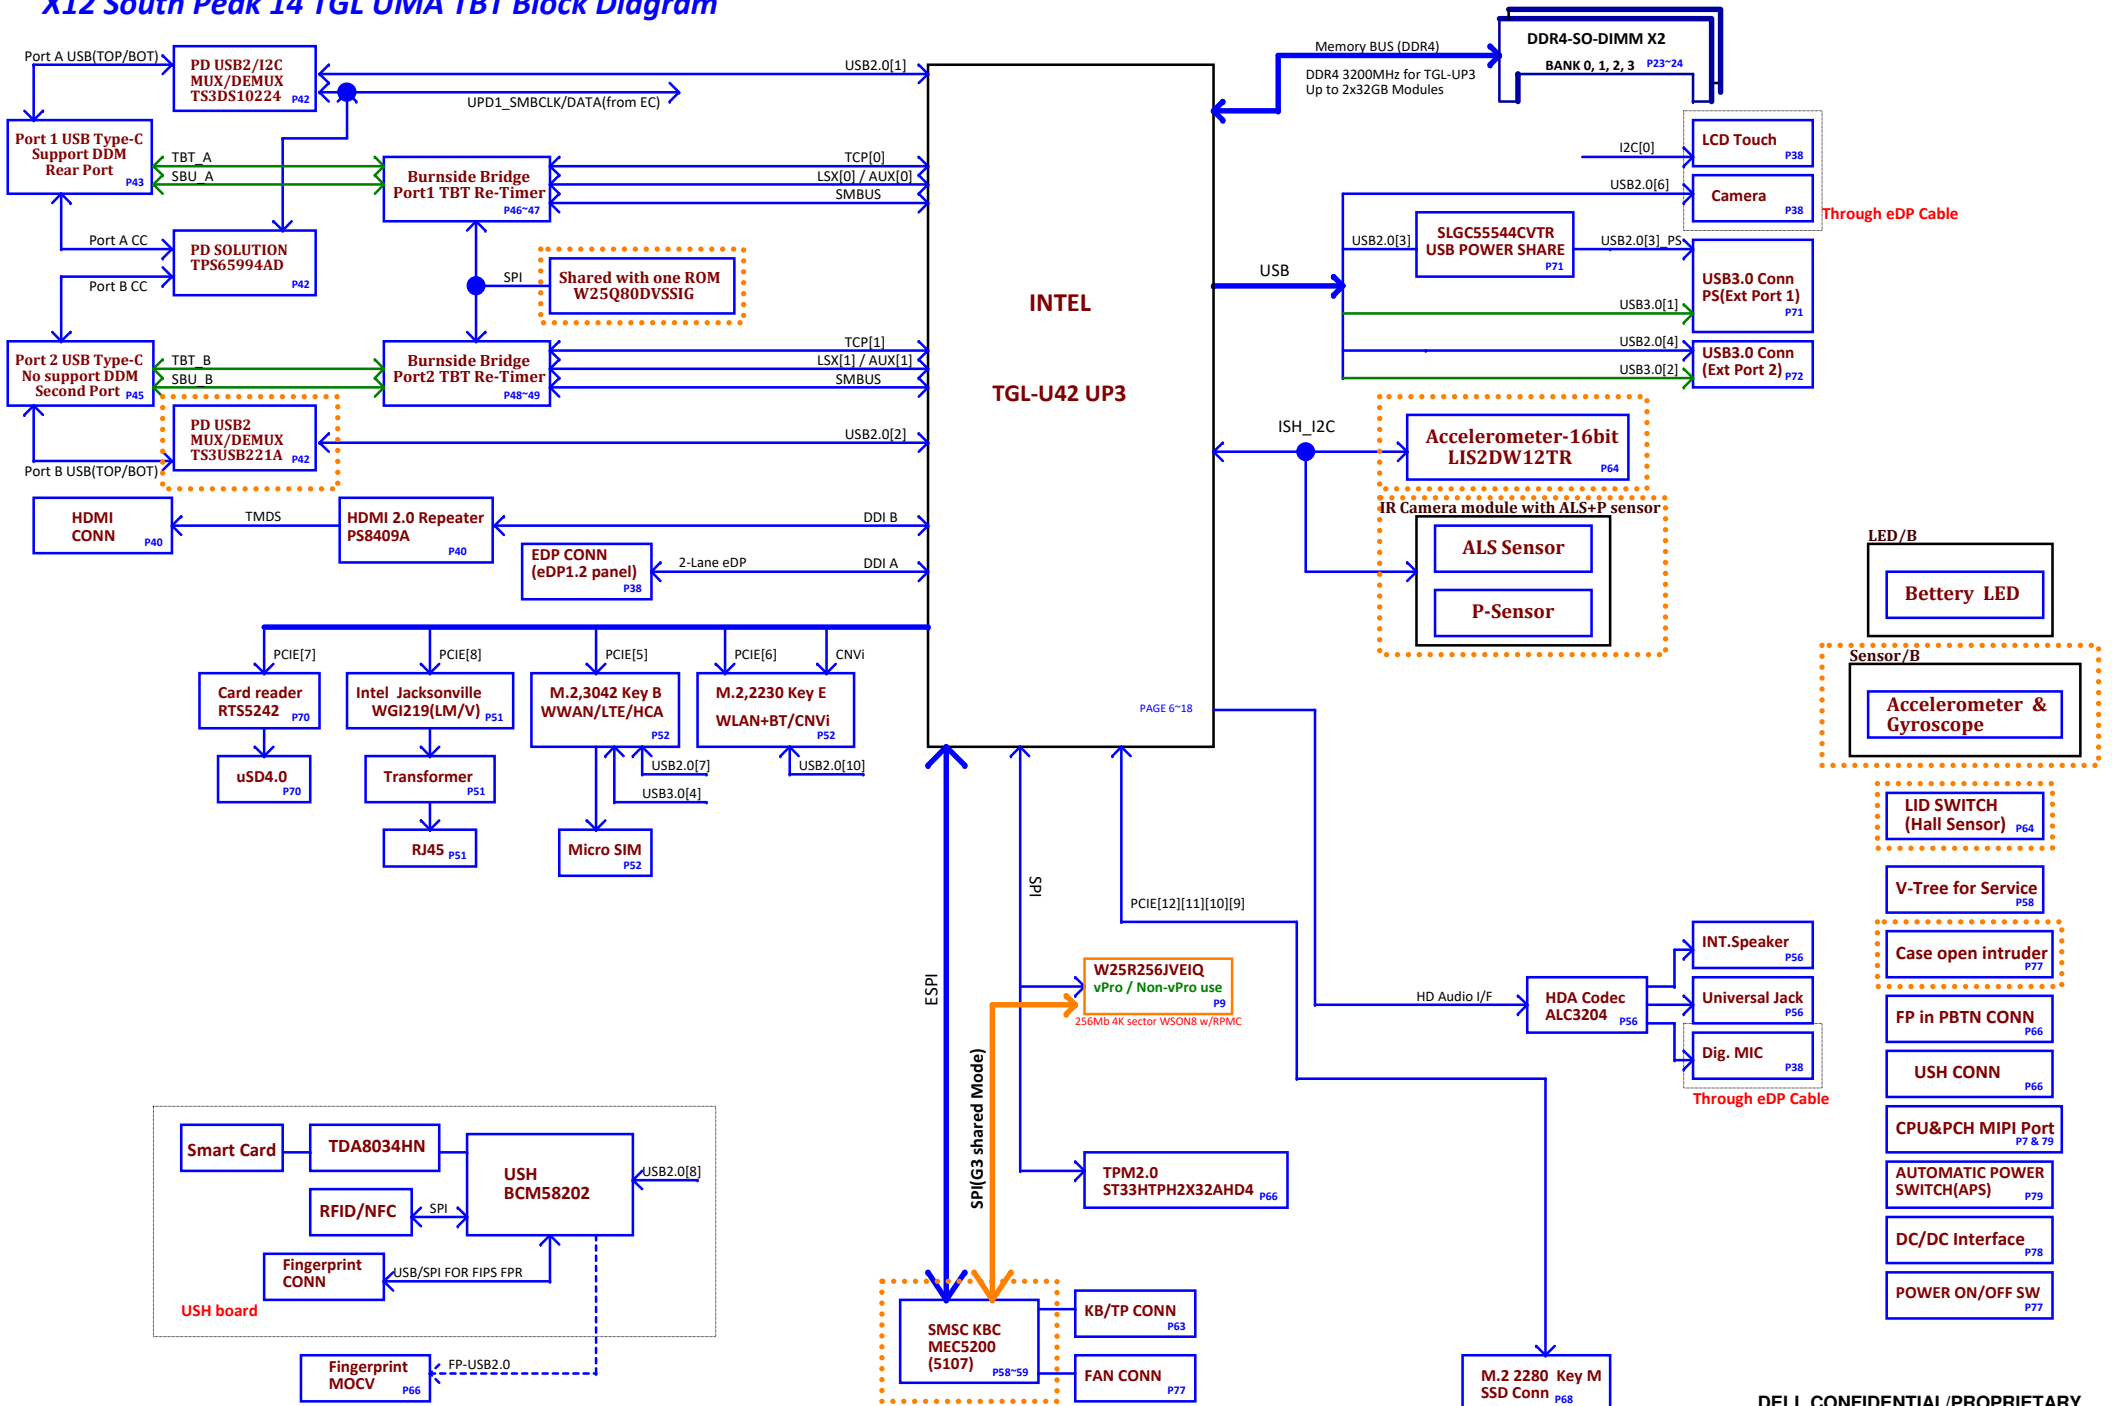 X12 South Peak 14 TGL UMA TBT Block Diagram
Port A USB(TOP/BOT)
PD USB2/I2C
MUX/DEMUX
TS3DS10224 P42
USB2.0[1]
UPD1_SMBCLK/DATA(from EC)
Port 1 USB Type-C
Support DDM
Rear Port
P43
TBT_A
SBU_A
Burnside Bridge
Port1 TBT Re-Timer
P46~47
TCP[0]
LSX[0] / AUX[0]
SMBUS
Port A CC
PD SOLUTION
TPS65994AD
P42
Port B CC
SPI
Shared with one ROM
W25Q80DVSSIG
Port 2 USB Type-C
No support DDM
Second Port P45
TBT_B
SBU_B
Burnside Bridge
Port2 TBT Re-Timer
P48~49
TCP[1]
LSX[1] / AUX[1]
SMBUS
PD USB2
MUX/DEMUX
TS3USB221A P42
USB2.0[2]
Port B USB(TOP/BOT)
HDMI
CONN
P40
TMDS
HDMI 2.0 Repeater
PS8409A
P40
DDI B
EDP CONN
(eDP1.2 panel)
P38
2-Lane eDP
DDI A
INTEL
TGL-U42 UP3
PAGE 6~18
Memory BUS (DDR4)
DDR4 3200MHz for TGL-UP3
Up to 2x32GB Modules
DDR4-SO-DIMM X2
BANK 0, 1, 2, 3 P23~24
I2C[0]
LCD Touch
P38
USB2.0[6]
Camera
P38
Through eDP Cable
USB
USB2.0[3]
SLGC55544CVTR
USB POWER SHARE
P71
USB2.0[3]_PS
USB3.0 Conn
PS(Ext Port 1)
P71
USB3.0[1]
USB2.0[4]
USB3.0 Conn
(Ext Port 2) P72
USB3.0[2]
ISH_I2C
Accelerometer-16bit
LIS2DW12TR
P64
IR Camera module with ALS+P sensor
ALS Sensor
P-Sensor
LED/B
Bettery LED
Sensor/B
Accelerometer &
Gyroscope
LID SWITCH
(Hall Sensor) P64
V-Tree for Service
P58
Case open intruder
P77
FP in PBTN CONN
P66
USH CONN
P66
CPU&PCH MIPI Port
P7 & 79
AUTOMATIC POWER
SWITCH(APS) P79
DC/DC Interface
P78
POWER ON/OFF SW
P77
PCIE[7]
PCIE[8]
PCIE[5]
PCIE[6]
CNVi
Card reader
RTS5242 P70
Intel Jacksonville
WGI219(LM/V) P51
M.2,3042 Key B
WWAN/LTE/HCA
P52
M.2,2230 Key E
WLAN+BT/CNVi
P52
uSD4.0
P70
Transformer
P51
USB2.0[7]
USB2.0[10]
USB3.0[4]
RJ45 P51
Micro SIM
P52
SPI
PCIE[12][11][10][9]
ESPI
W25R256JVEIQ
vPro / Non-vPro use
P9
256Mb 4K sector WSON8 w/RPMC
SPI(G3 shared Mode)
HD Audio I/F
HDA Codec
ALC3204
P56
INT.Speaker
P56
Universal Jack
P56
Dig. MIC
P38
Through eDP Cable
TPM2.0
ST33HTPH2X32AHD4 P66
Smart Card
TDA8034HN
USH
BCM58202
USB2.0[8]
RFID/NFC
SPI
Fingerprint
CONN
USB/SPI FOR FIPS FPR
USH board
Fingerprint
MOCV
P66
FP-USB2.0
SMSC KBC
MEC5200
(5107)
P58~59
KB/TP CONN
P63
FAN CONN
P77
M.2 2280 Key M
SSD Conn P68
DELL CONFIDENTIAL/PROPRIETARY